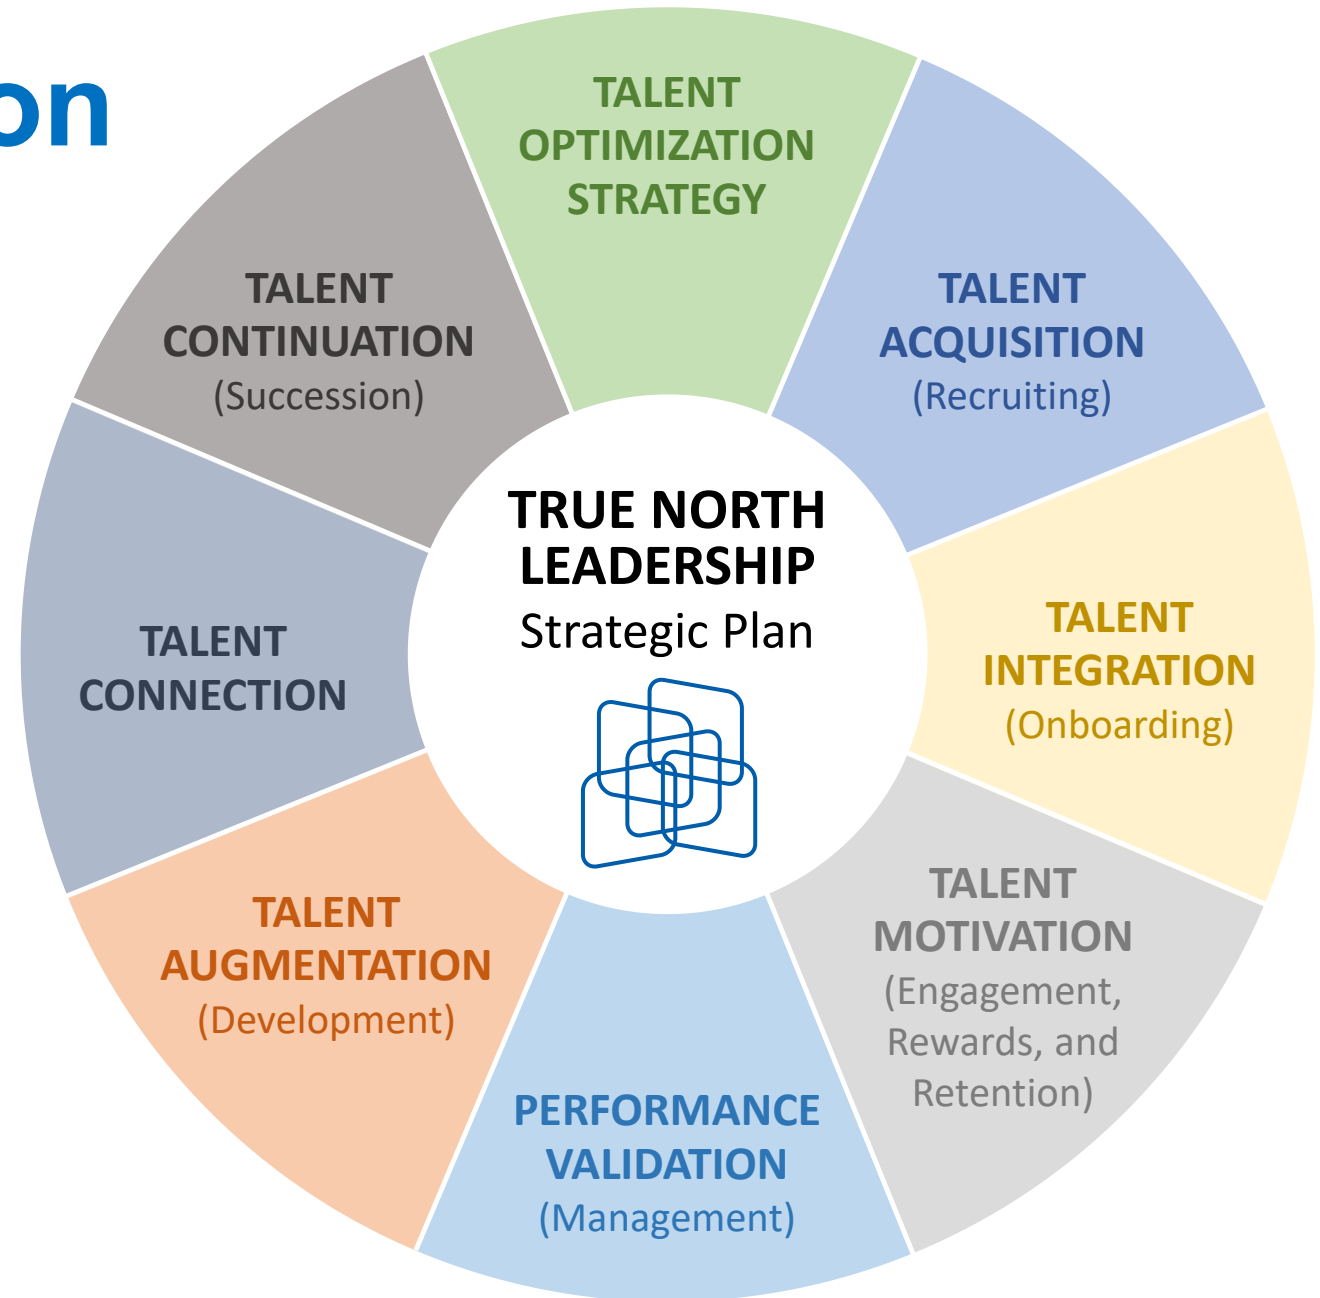 on
TALENT
OPTIMIZATION
STRATEGY
TALENT
ACQUISITION
(Recruiting)
TALENT
INTEGRATION
(Onboarding)
TALENT
MOTIVATION
(Engagement,
Rewards, and
Retention)
PERFORMANCE
VALIDATION
(Management)
TALENT
AUGMENTATION
(Development)
TALENT
CONNECTION
TALENT
CONTINUATION
(Succession)
TRUE NORTH
LEADERSHIP
Strategic Plan